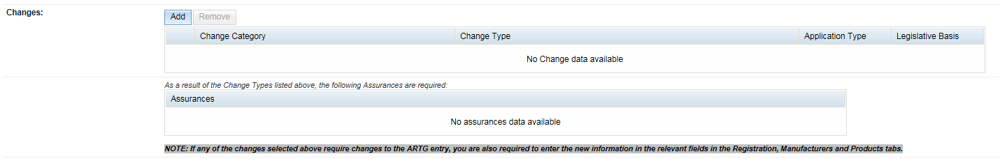 Changes:
Add Remove
Change Category Change Type Application Type Legislative Basis
No Change data available
As a result of the Change Types listed above, the following Assurances are required:
Assurances
No assurances data available
NOTE: If any of the changes selected above require changes to the ARTG entry, you are also required to enter the new information in the relevant fields in the Registration, Manufacturers and Products tabs.